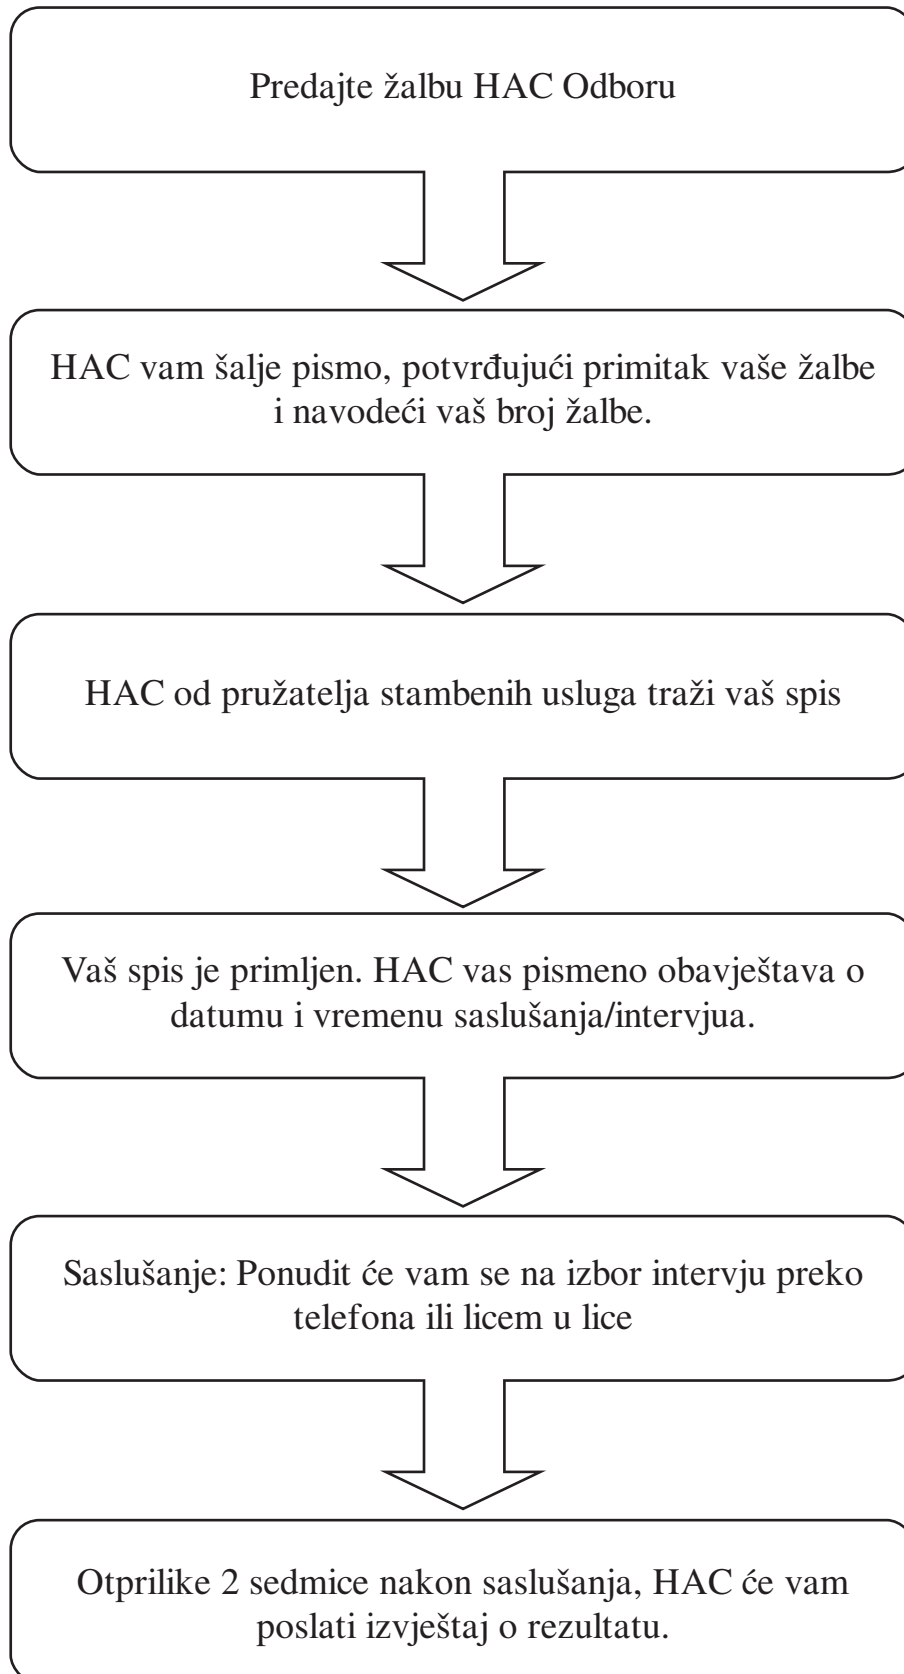 Predajte žalbu HAC Odboru
HAC vam šalje pismo, potvrđujući primitak vaše žalbe
i navodeći vaš broj žalbe.
HAC od pružatelja stambenih usluga traži vaš spis
Vaš spis je primljen. HAC vas pismeno obavještava o
datumu i vremenu saslušanja/intervjua.
Saslušanje: Ponudit će vam se na izbor intervju preko
telefona ili licem u lice
Otprilike 2 sedmice nakon saslušanja, HAC će vam
poslati izvještaj o rezultatu.